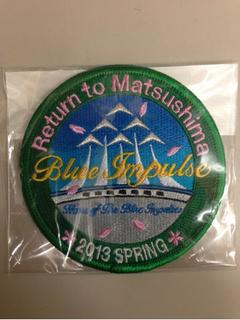 Return to Matsushima
Blue Impulse
Home of The Blue Impulse
2013 SPRING